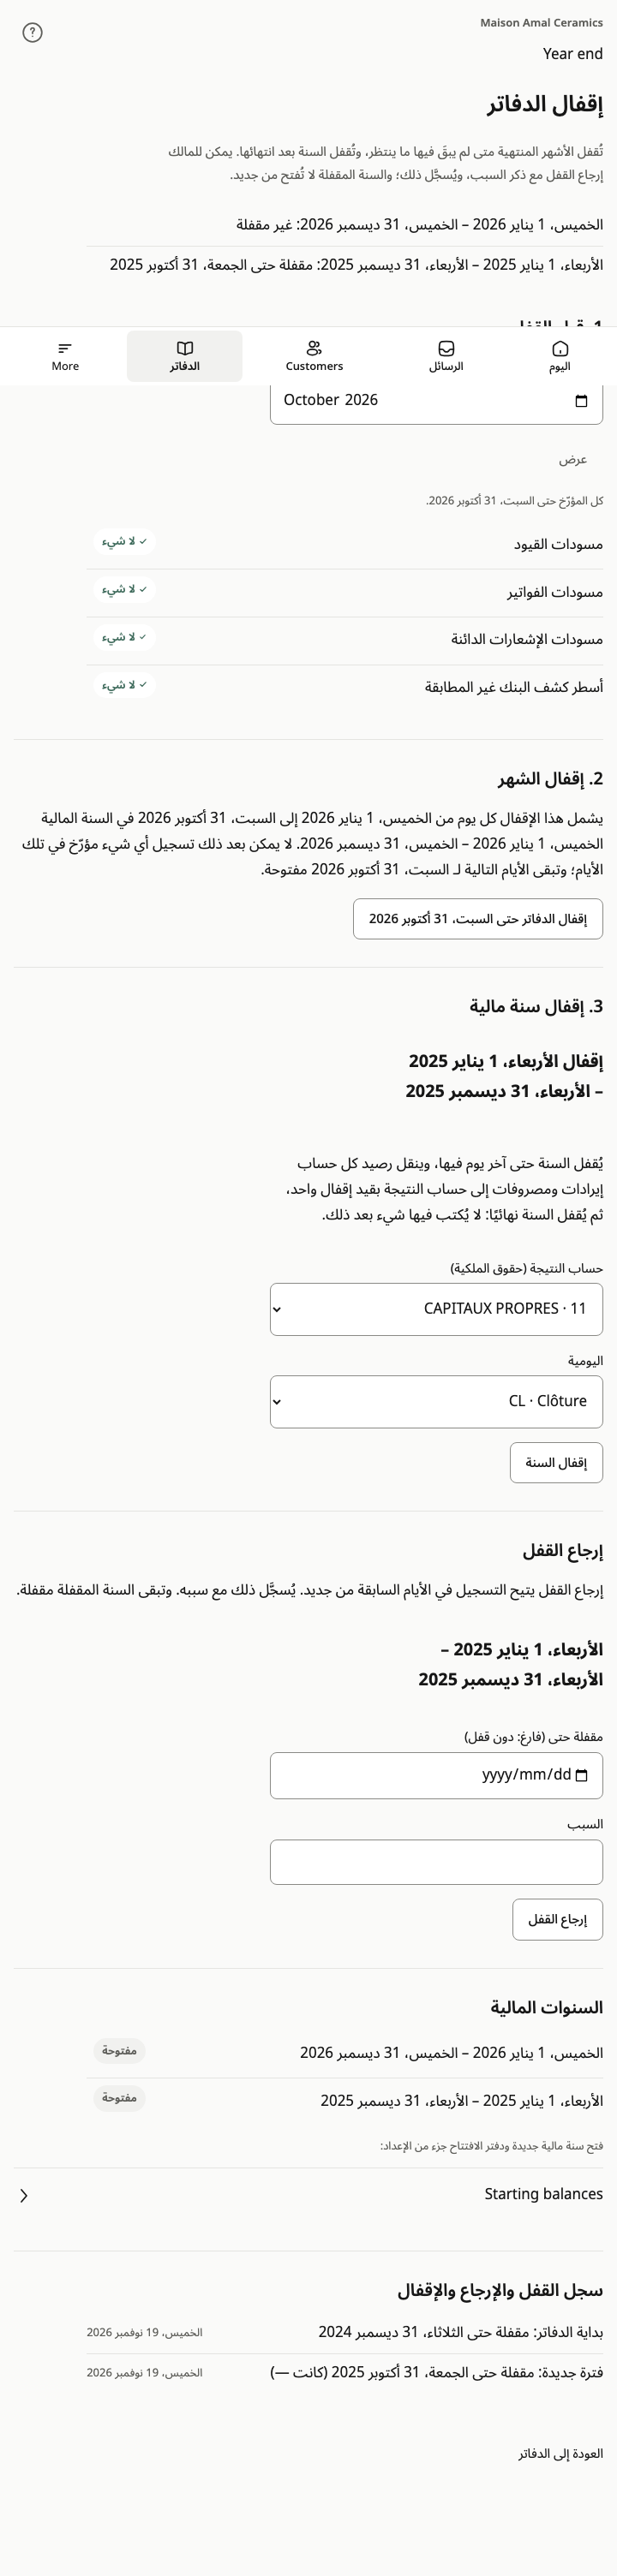 Maison Amal Ceramics
Year end
إقفال الدفاتر
تُقفل الأشهر المنتهية متى لم يبقَ فيها ما ينتظر، وتُقفل السنة بعد انتهائها. يمكن للمالك
إرجاع القفل مع ذكر السبب، ويُسجَّل ذلك؛ والسنة المقفلة لا تُفتح من جديد.
الخميس، 1 يناير 2026 – الخميس، 31 ديسمبر 2026: غير مقفلة
الأربعاء، 1 يناير 2025 – الأربعاء، 31 ديسمبر 2025: مقفلة حتى الجمعة، 31 أكتوبر 2025
اليوم
الرسائل
Customers
الدفاتر
More
October 2026
عرض
كل المؤرّخ حتى السبت، 31 أكتوبر 2026.
مسودات القيود
لا شيء
مسودات الفواتير
لا شيء
مسودات الإشعارات الدائنة
لا شيء
أسطر كشف البنك غير المطابقة
لا شيء
2. إقفال الشهر
يشمل هذا الإقفال كل يوم من الخميس، 1 يناير 2026 إلى السبت، 31 أكتوبر 2026 في السنة المالية
الخميس، 1 يناير 2026 – الخميس، 31 ديسمبر 2026. لا يمكن بعد ذلك تسجيل أي شيء مؤرّخ في تلك
الأيام؛ وتبقى الأيام التالية لـ السبت، 31 أكتوبر 2026 مفتوحة.
إقفال الدفاتر حتى السبت، 31 أكتوبر 2026
3. إقفال سنة مالية
إقفال الأربعاء، 1 يناير 2025
– الأربعاء، 31 ديسمبر 2025
يُقفل السنة حتى آخر يوم فيها، وينقل رصيد كل حساب
إيرادات ومصروفات إلى حساب النتيجة بقيد إقفال واحد،
ثم يُقفل السنة نهائيًا: لا يُكتب فيها شيء بعد ذلك.
حساب النتيجة (حقوق الملكية)
11 · CAPITAUX PROPRES
اليومية
CL · Clôture
إقفال السنة
إرجاع القفل
إرجاع القفل يتيح التسجيل في الأيام السابقة من جديد. يُسجَّل ذلك مع سببه. وتبقى السنة المقفلة مقفلة.
الأربعاء، 1 يناير 2025 –
الأربعاء، 31 ديسمبر 2025
مقفلة حتى (فارغ: دون قفل)
yyyy/mm/dd
السبب
إرجاع القفل
السنوات المالية
الخميس، 1 يناير 2026 – الخميس، 31 ديسمبر 2026
مفتوحة
الأربعاء، 1 يناير 2025 – الأربعاء، 31 ديسمبر 2025
مفتوحة
فتح سنة مالية جديدة ودفتر الافتتاح جزء من الإعداد:
Starting balances
سجل القفل والإرجاع والإقفال
بداية الدفاتر: مقفلة حتى الثلاثاء، 31 ديسمبر 2024
الخميس، 19 نوفمبر 2026
فترة جديدة: مقفلة حتى الجمعة، 31 أكتوبر 2025 (كانت —)
الخميس، 19 نوفمبر 2026
العودة إلى الدفاتر